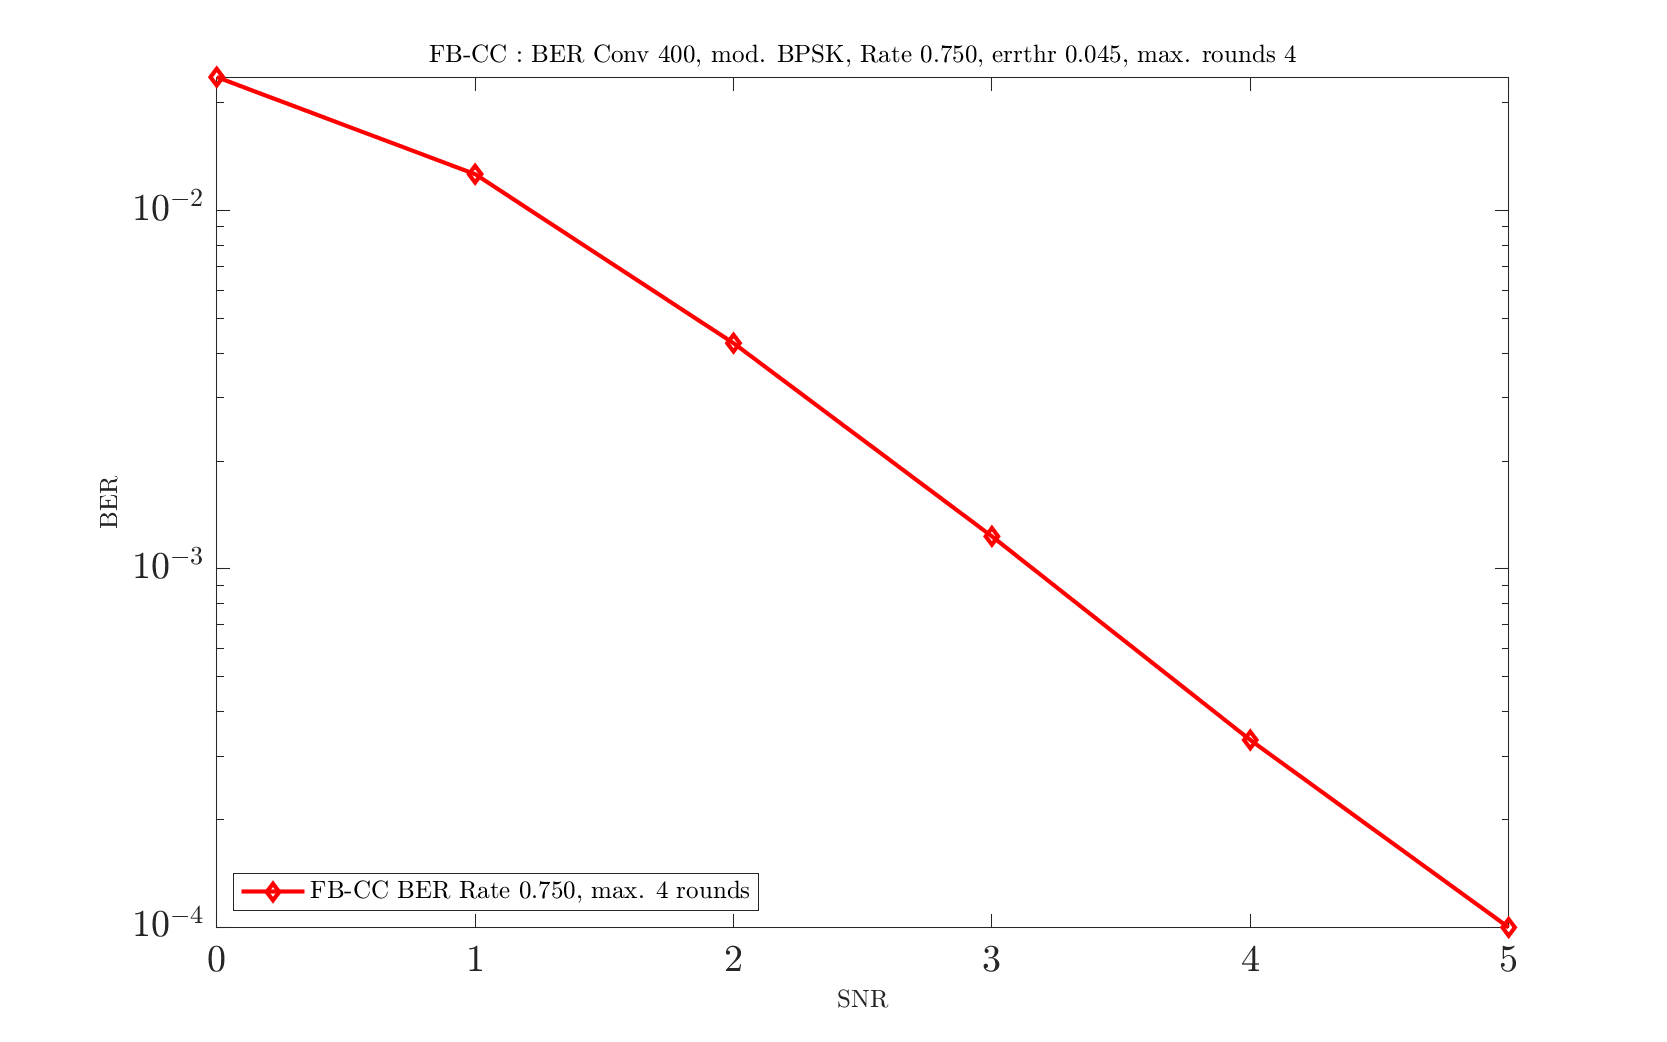 FB-CC : BER Conv 400, mod. BPSK, Rate 0.750, errthr 0.045, max. rounds 4
10⁻²
BER
10⁻³
FB-CC BER Rate 0.750, max. 4 rounds
10⁻⁴
0 1 2 3 4 5
SNR